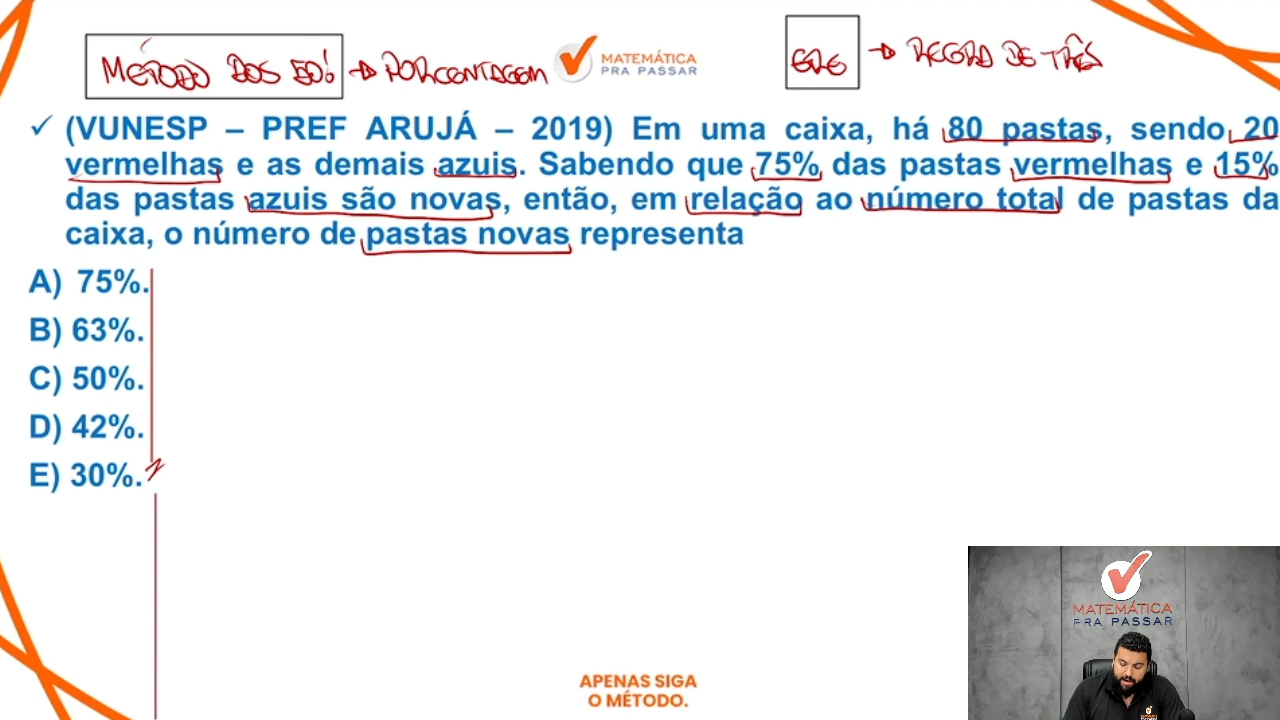 MÉTODO DOS 50! → PORCENTAGEM
MATEMÁTICA
PRA PASSAR
→ REGRA DE TRÊS
✓ (VUNESP – PREF ARUJÁ – 2019) Em uma caixa, há 80 pastas, sendo 20
vermelhas e as demais azuis. Sabendo que 75% das pastas vermelhas e 15%
das pastas azuis são novas, então, em relação ao número total de pastas da
caixa, o número de pastas novas representa
A) 75%.
B) 63%.
C) 50%.
D) 42%.
E) 30%.
MATEMÁTICA
PRA PASSAR
APENAS SIGA
O MÉTODO.